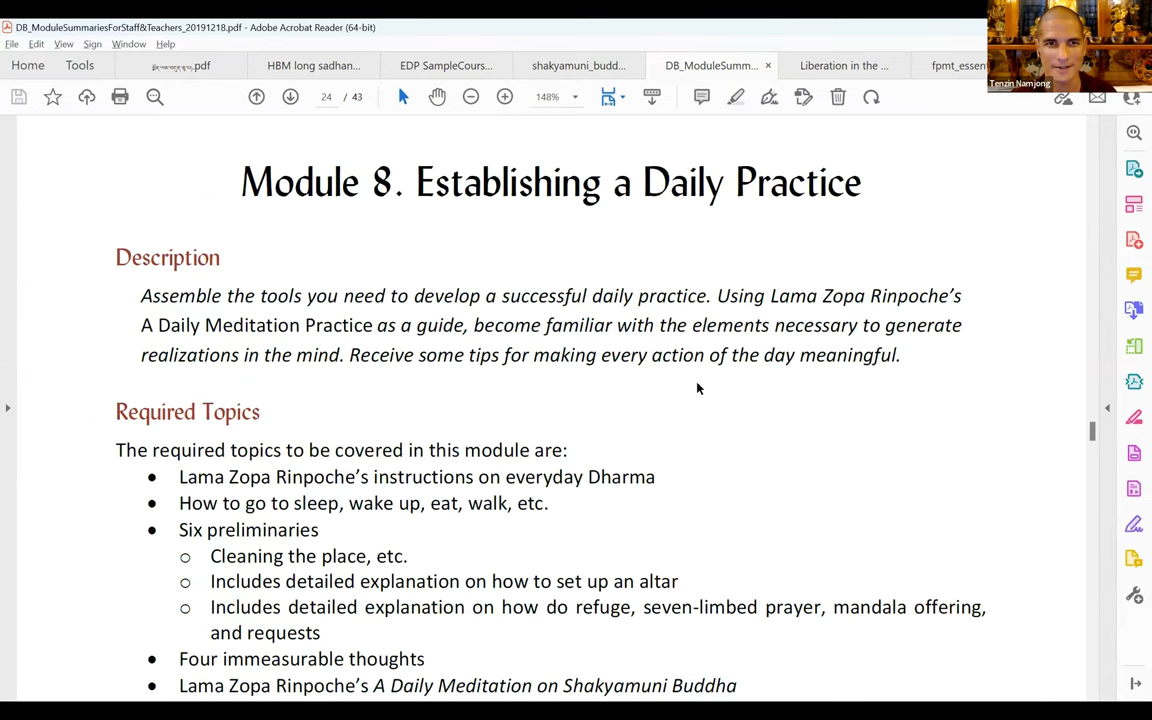 DB_ModuleSummariesForStaff&Teachers_20191218.pdf - Adobe Acrobat Reader (64-bit)
File Edit View Sign Window Help
Home Tools .pdf HBM long sadhan... EDP SampleCours... shakyamuni_budd... DB_ModuleSumm... × Liberation in the ... fpmt_essen
24 / 43 148%
Tenzin Namjong
Module 8. Establishing a Daily Practice
Description
Assemble the tools you need to develop a successful daily practice. Using Lama Zopa Rinpoche’s
A Daily Meditation Practice as a guide, become familiar with the elements necessary to generate
realizations in the mind. Receive some tips for making every action of the day meaningful.
Required Topics
The required topics to be covered in this module are:
• Lama Zopa Rinpoche’s instructions on everyday Dharma
• How to go to sleep, wake up, eat, walk, etc.
• Six preliminaries
o Cleaning the place, etc.
o Includes detailed explanation on how to set up an altar
o Includes detailed explanation on how do refuge, seven-limbed prayer, mandala offering,
and requests
• Four immeasurable thoughts
• Lama Zopa Rinpoche’s A Daily Meditation on Shakyamuni Buddha